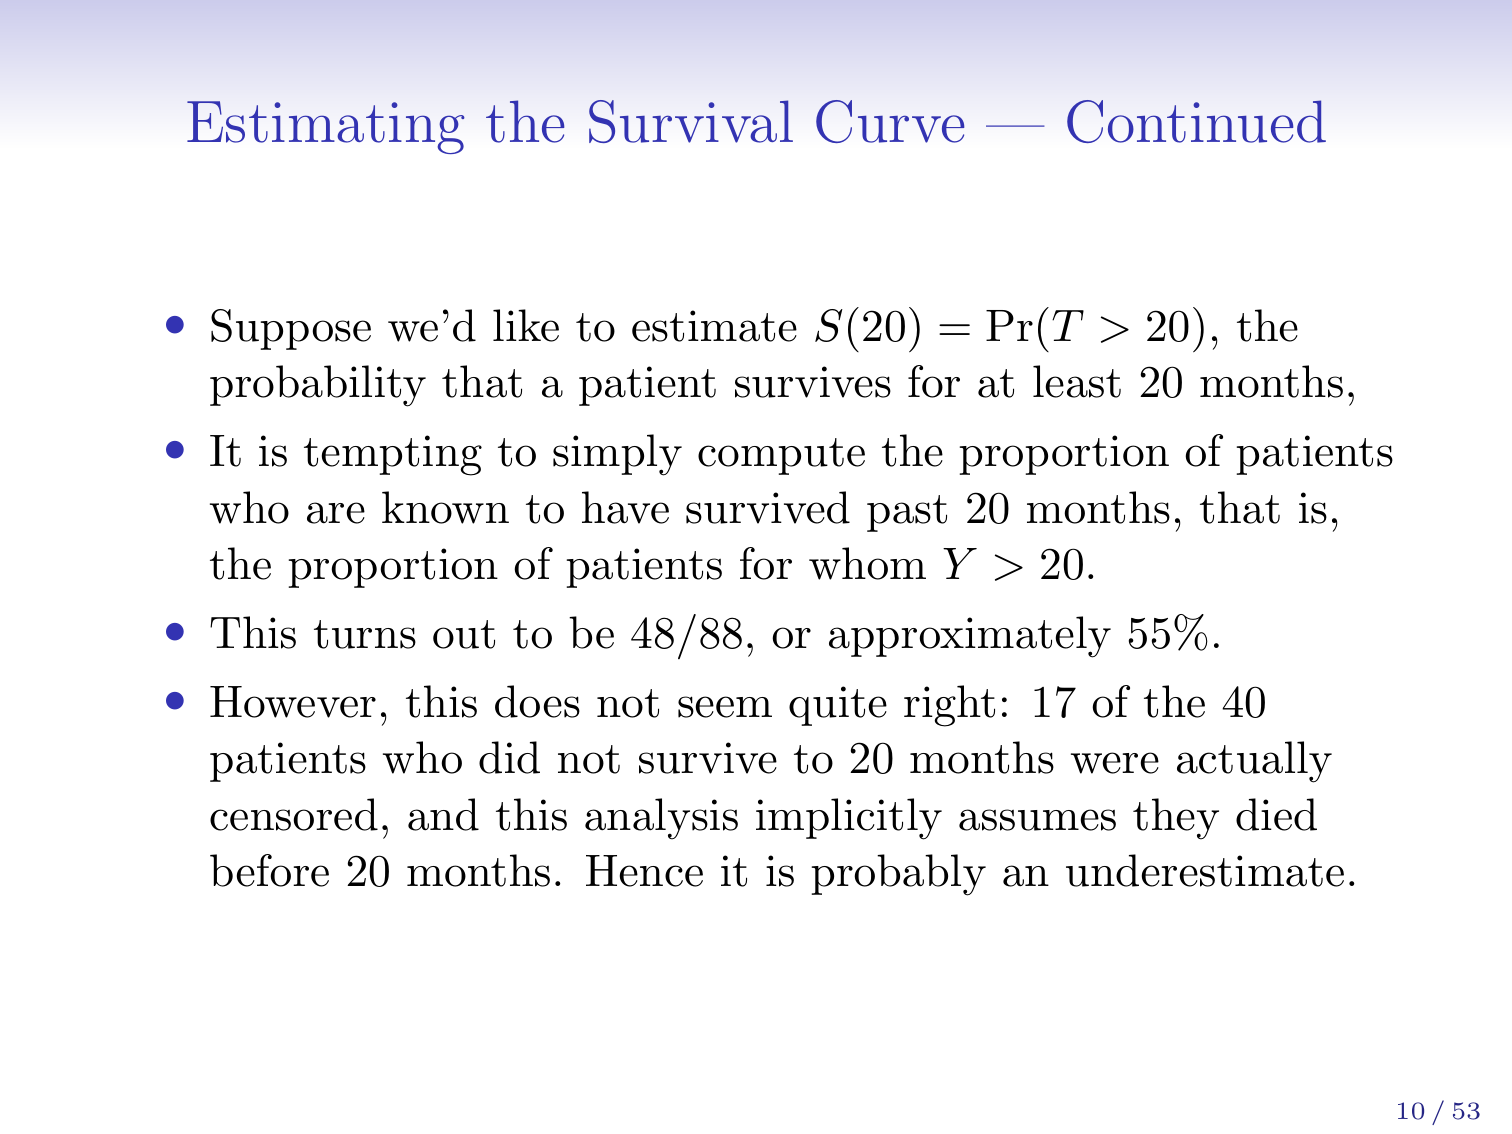 Estimating the Survival Curve — Continued
• Suppose we'd like to estimate S(20) = Pr(T > 20), the
probability that a patient survives for at least 20 months,
• It is tempting to simply compute the proportion of patients
who are known to have survived past 20 months, that is,
the proportion of patients for whom Y > 20.
• This turns out to be 48/88, or approximately 55%.
• However, this does not seem quite right: 17 of the 40
patients who did not survive to 20 months were actually
censored, and this analysis implicitly assumes they died
before 20 months. Hence it is probably an underestimate.
10 / 53